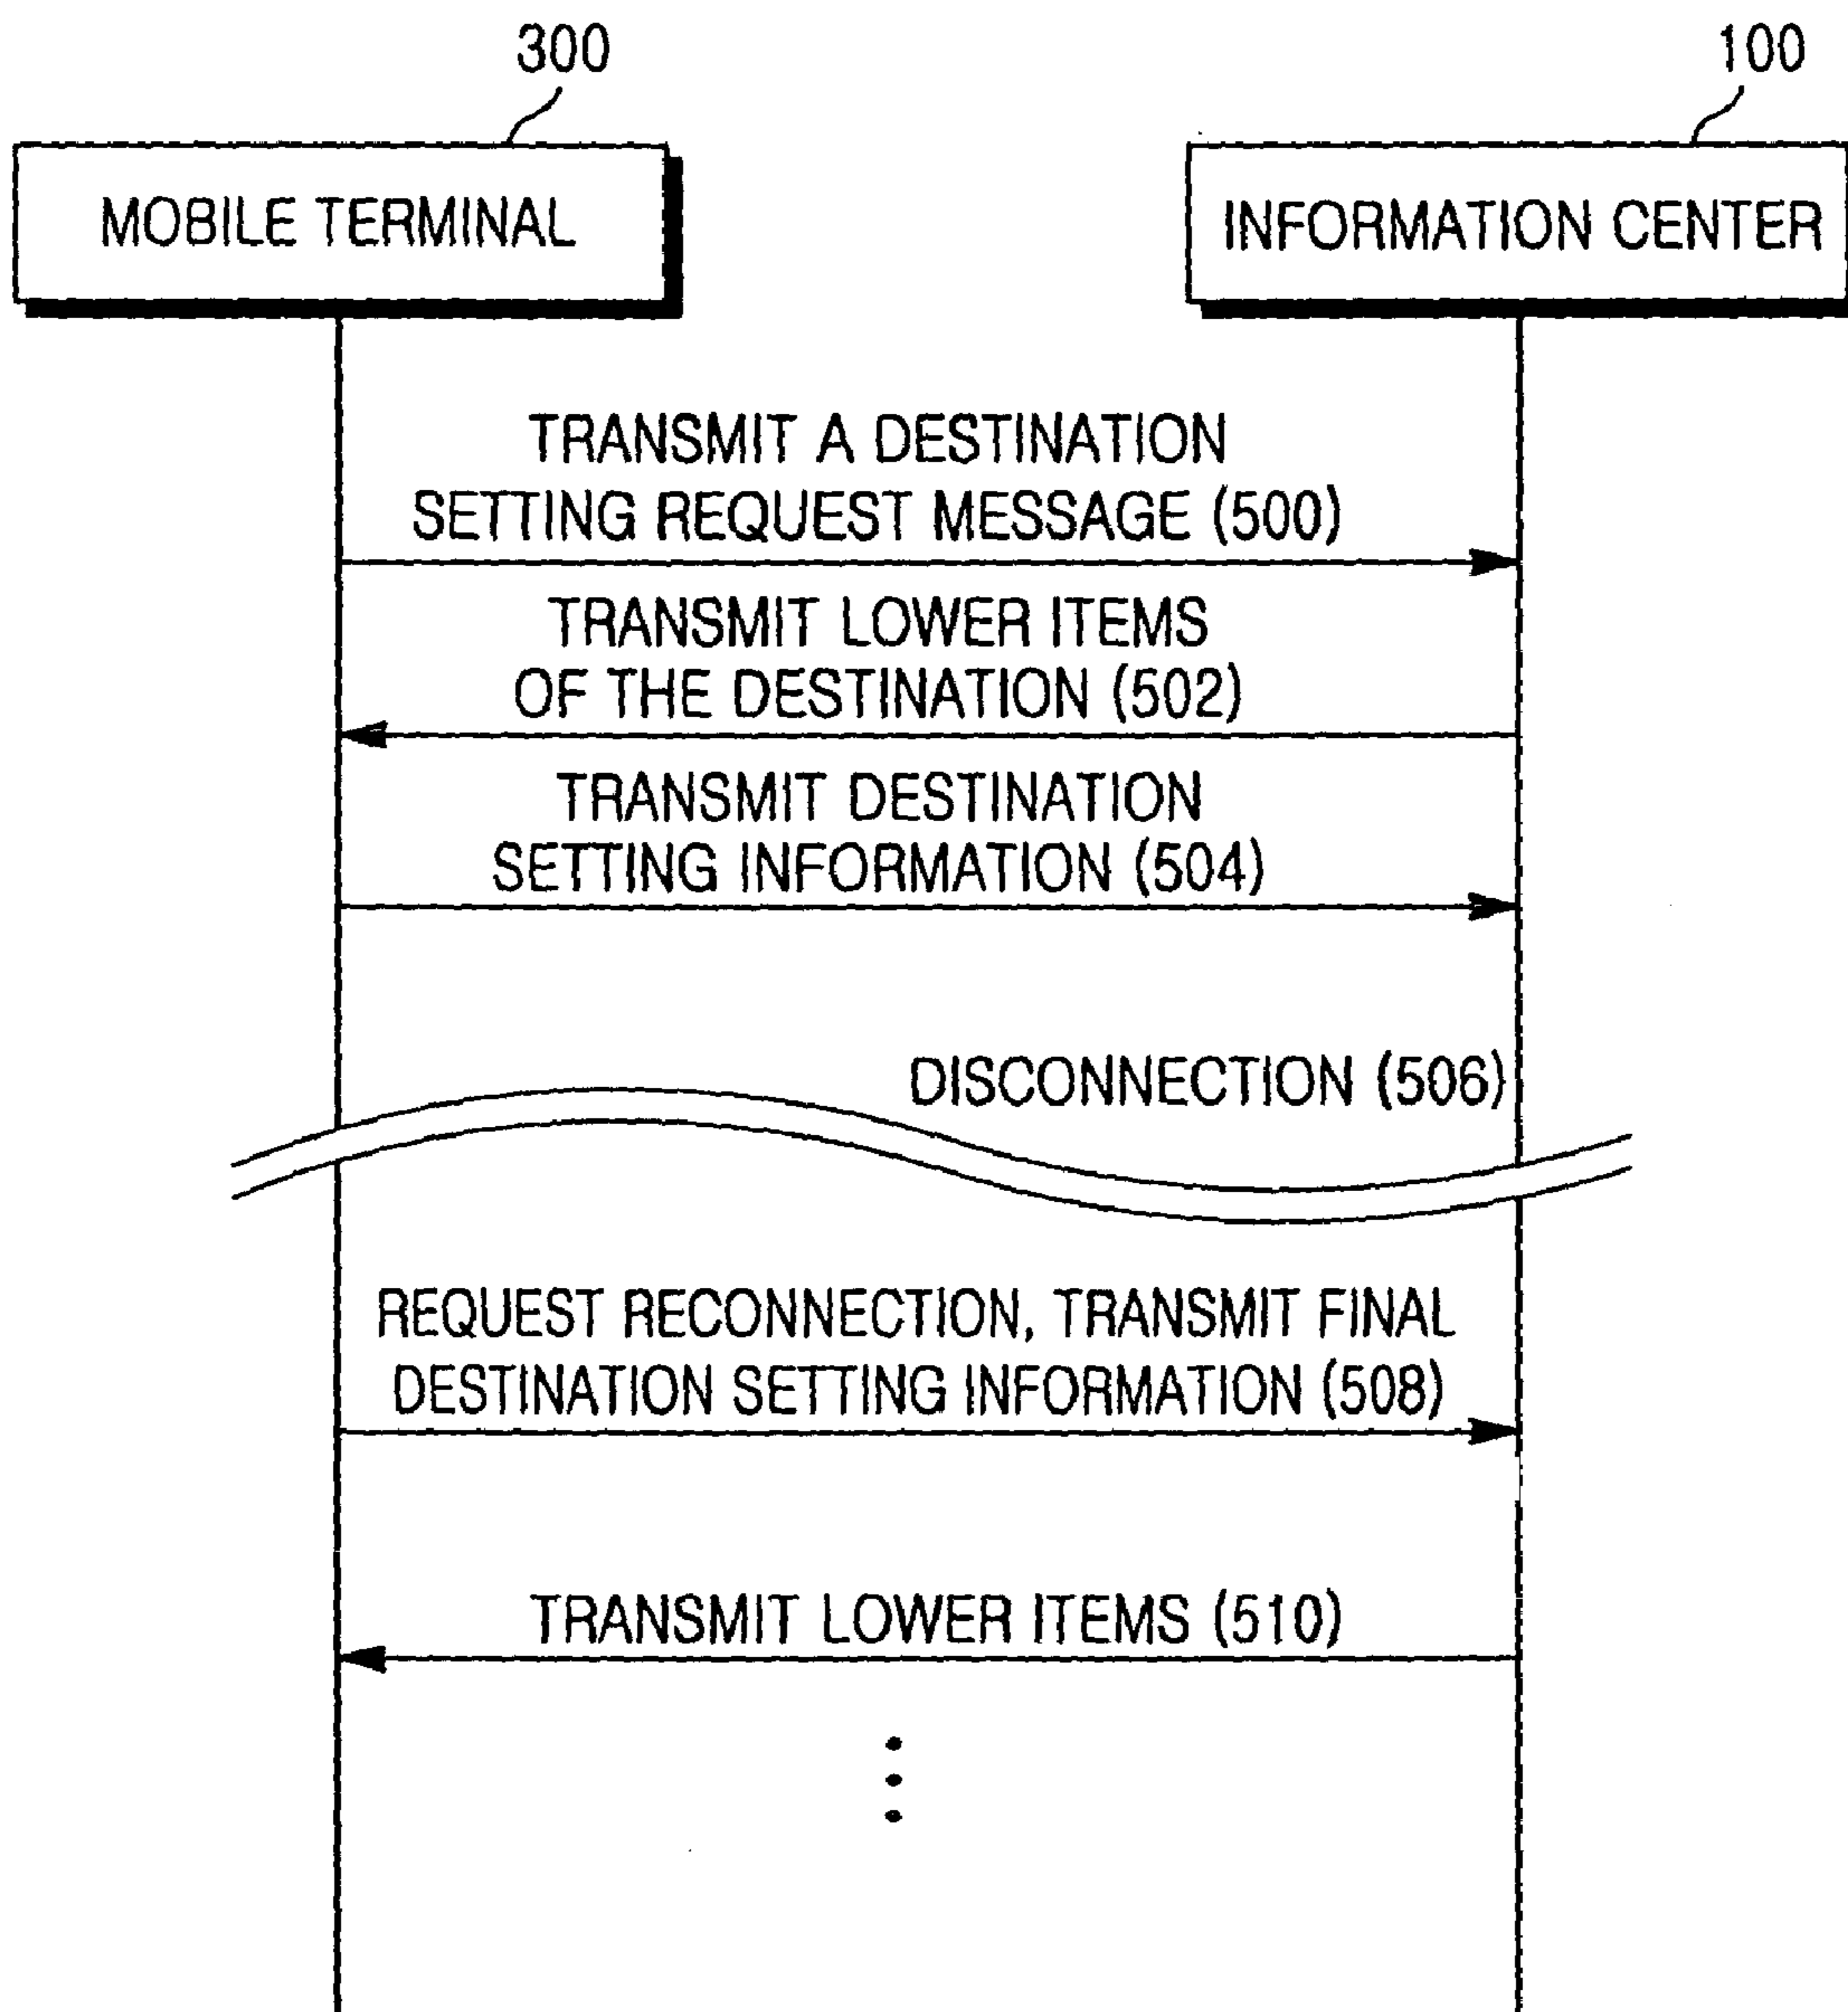 300
100
MOBILE TERMINAL
INFORMATION CENTER
TRANSMIT A DESTINATION
SETTING REQUEST MESSAGE (500)
TRANSMIT LOWER ITEMS
OF THE DESTINATION (502)
TRANSMIT DESTINATION
SETTING INFORMATION (504)
DISCONNECTION (506)
REQUEST RECONNECTION, TRANSMIT FINAL
DESTINATION SETTING INFORMATION (508)
TRANSMIT LOWER ITEMS (510)